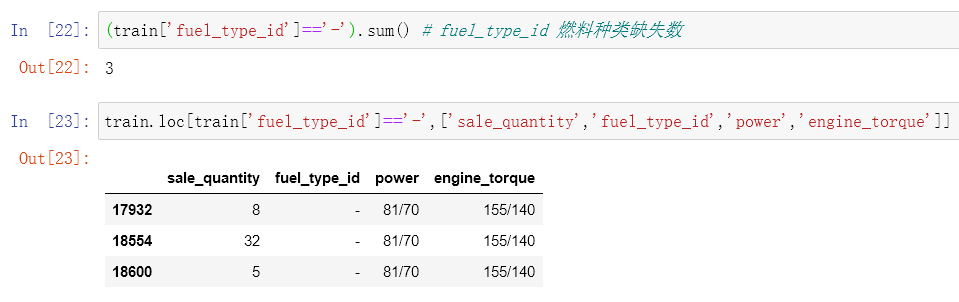 In [22]: (train['fuel_type_id']=='-').sum() # fuel_type_id 燃料种类缺失数
Out[22]: 3
In [23]: train.loc[train['fuel_type_id']=='-',['sale_quantity','fuel_type_id','power','engine_torque']]
Out[23]:
sale_quantity fuel_type_id power engine_torque
17932 8 - 81/70 155/140
18554 32 - 81/70 155/140
18600 5 - 81/70 155/140